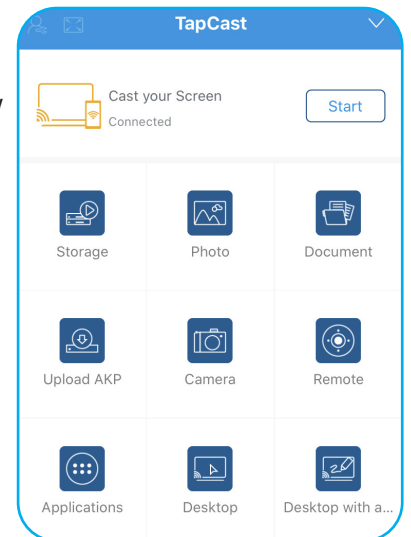 TapCast
Cast your Screen
Connected
Start
Storage
Photo
Document
Upload AKP
Camera
Remote
Applications
Desktop
Desktop with a...